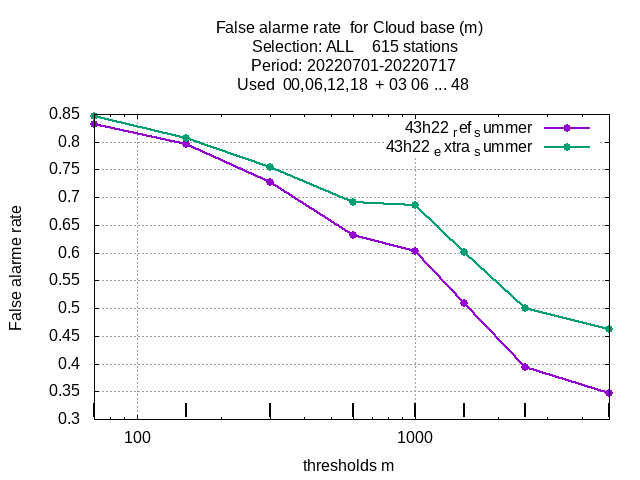 False alarme rate  for Cloud base (m)
Selection: ALL    615 stations
Period: 20220701-20220717
Used  00,06,12,18  + 03 06 ... 48
43h22 ref summer
43h22 extra summer
False alarme rate
0.85
0.8
0.75
0.7
0.65
0.6
0.55
0.5
0.45
0.4
0.35
0.3
100
1000
thresholds m